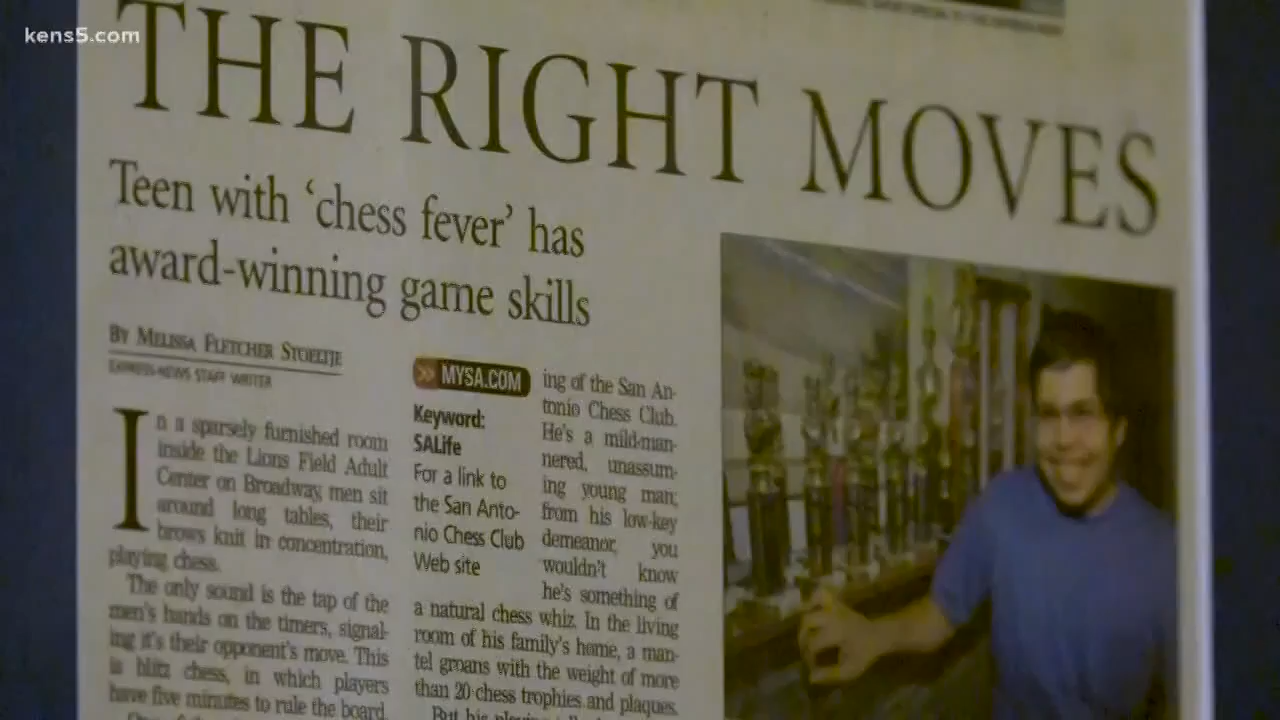 kens5.com
THE RIGHT MOVES
Teen with ‘chess fever’ has
award-winning game skills
BY MELISSA FLETCHER STOELTJE
EXPRESS-NEWS STAFF WRITER
In a sparsely furnished room
inside the Lions Field Adult
Center on Broadway, men sit
around long tables, their
brows knit in concentration,
playing chess.
The only sound is the tap of the
men's hands on the timers, signal-
ing it's their opponent's move. This
is blitz chess, in which players
have five minutes to rule the board.
>> MYSA.COM
Keyword:
SALife
For a link to
the San Anto-
nio Chess Club
Web site
ing of the San An-
tonio Chess Club.
He's a mild-man-
nered, unassum-
ing young man;
from his low-key
demeanor, you
wouldn't know
he's something of
a natural chess whiz. In the living
room of his family's home, a man-
tel groans with the weight of more
than 20 chess trophies and plaques.
But his